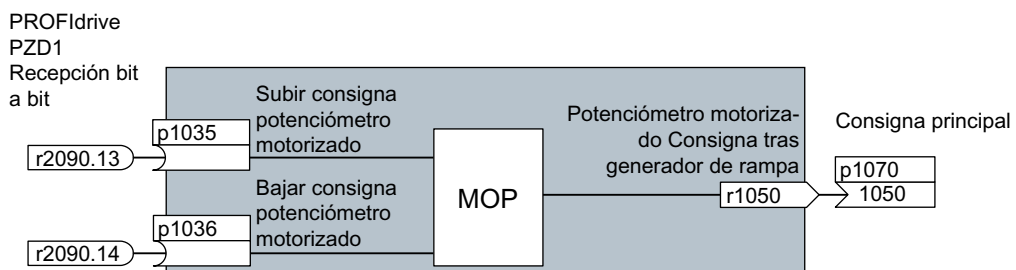 PROFIdrive
PZD1
Recepción bit
a bit
Subir consigna
potenciómetro
motorizado
p1035
r2090.13
Bajar consigna
potenciómetro
motorizado
p1036
r2090.14
MOP
Potenciómetro motoriza-
do Consigna tras
generador de rampa
r1050
Consigna principal
p1070
1050